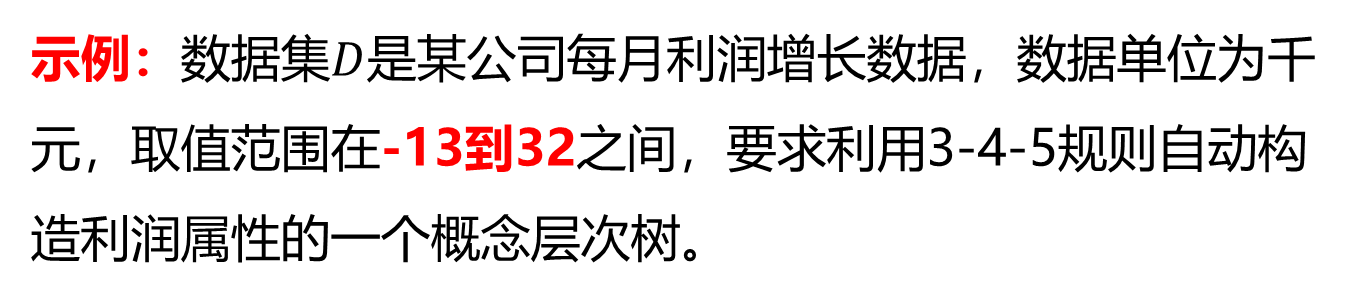 示例：数据集D是某公司每月利润增长数据，数据单位为千
元，取值范围在-13到32之间，要求利用3-4-5规则自动构
造利润属性的一个概念层次树。